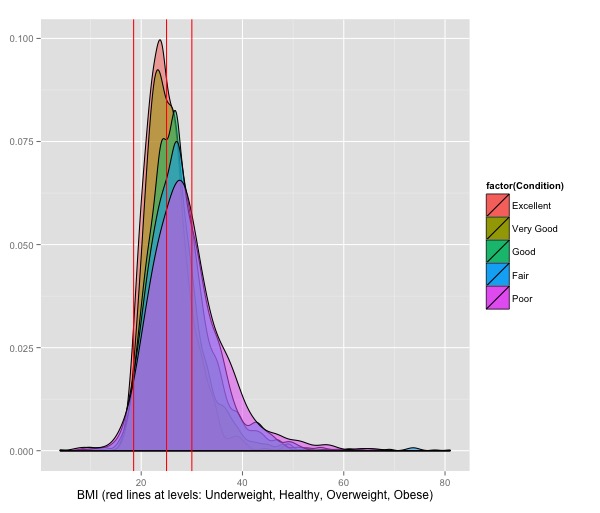 0.100
0.075
0.050
0.025
0.000
20
40
60
80
BMI (red lines at levels: Underweight, Healthy, Overweight, Obese)
factor(Condition)
Excellent
Very Good
Good
Fair
Poor